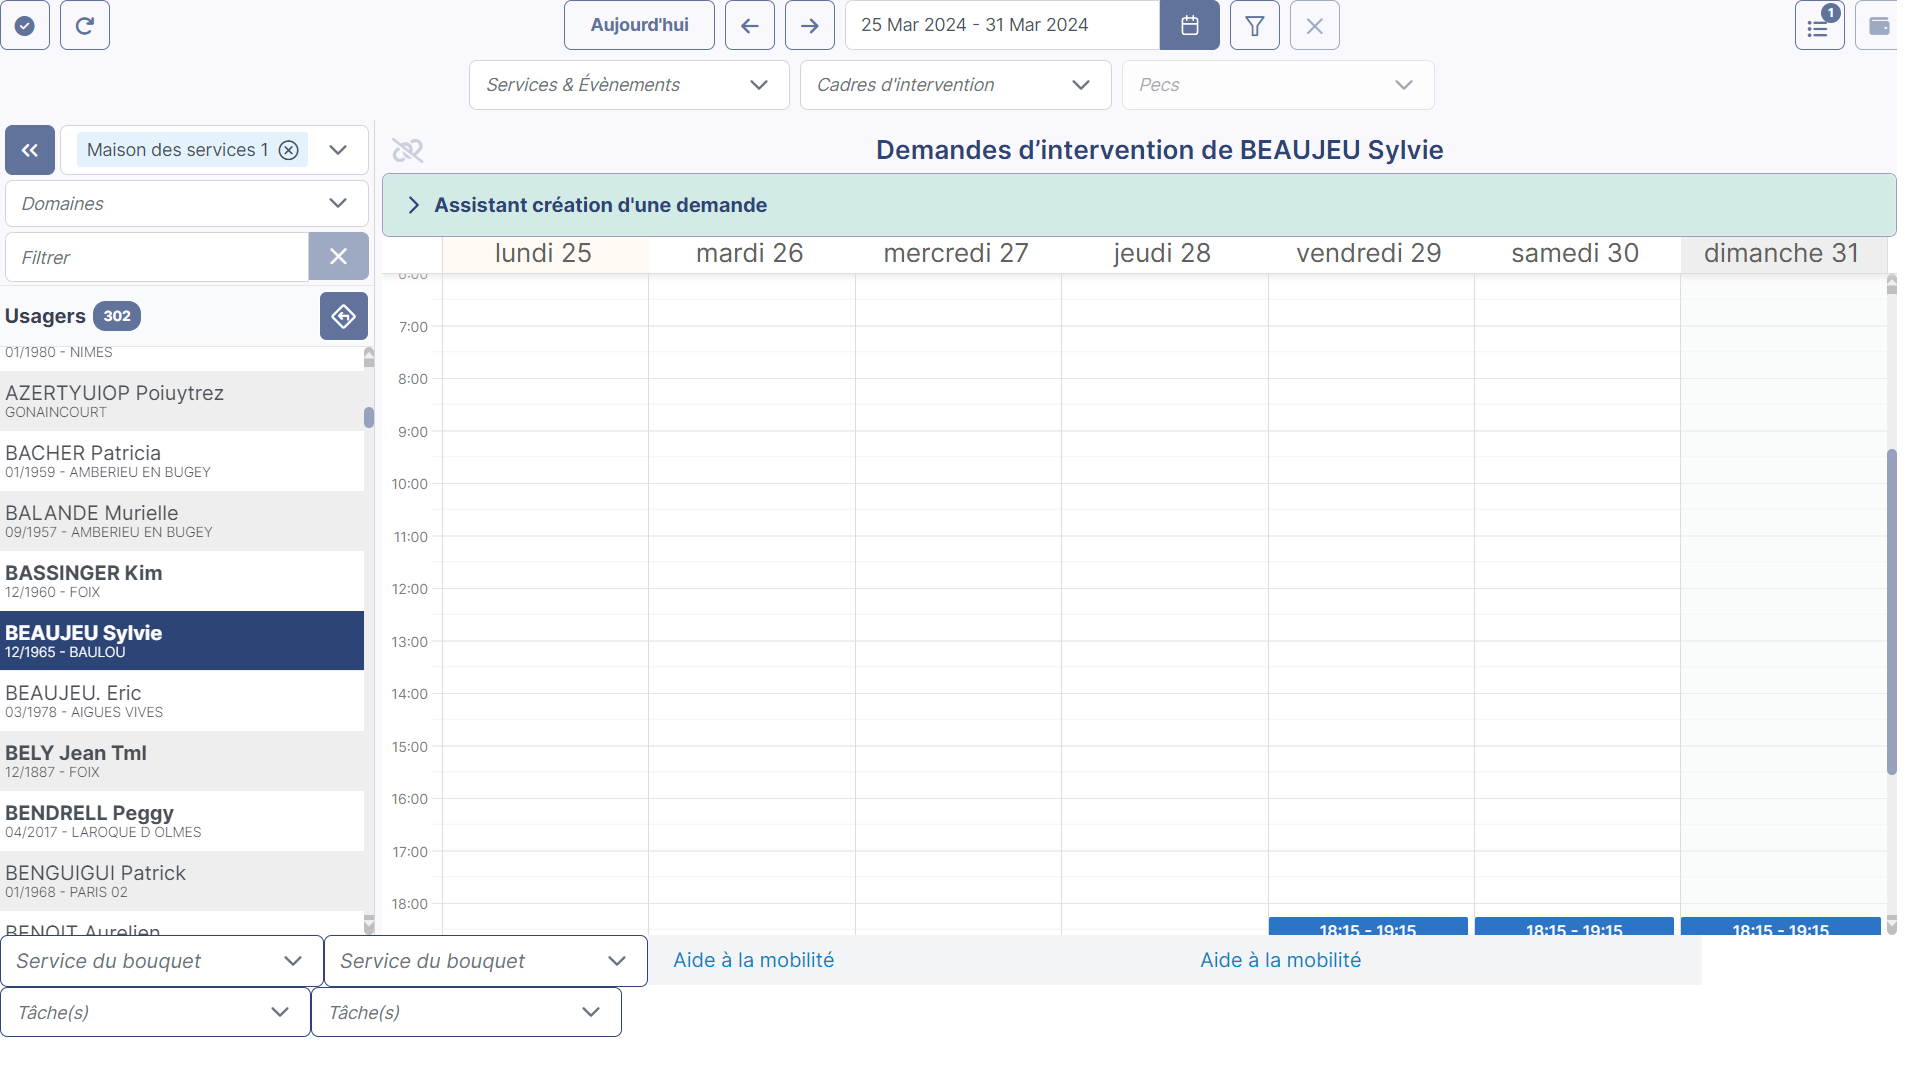 Aujourd'hui
25 Mar 2024 - 31 Mar 2024
1
Services & Évènements
Cadres d'intervention
Pecs
Maison des services 1
Demandes d’intervention de BEAUJEU Sylvie
Domaines
Assistant création d'une demande
Filtrer
lundi 25
mardi 26
mercredi 27
jeudi 28
vendredi 29
samedi 30
dimanche 31
Usagers 302
01/1980 - NIMES
AZERTYUIOP Poiuytrez
GONAINCOURT
BACHER Patricia
01/1959 - AMBERIEU EN BUGEY
BALANDE Murielle
09/1957 - AMBERIEU EN BUGEY
BASSINGER Kim
12/1960 - FOIX
BEAUJEU Sylvie
12/1965 - BAULOU
BEAUJEU. Eric
03/1978 - AIGUES VIVES
BELY Jean Tml
12/1887 - FOIX
BENDRELL Peggy
04/2017 - LAROQUE D OLMES
BENGUIGUI Patrick
01/1968 - PARIS 02
BENOIT Aurelien
6:00
7:00
8:00
9:00
10:00
11:00
12:00
13:00
14:00
15:00
16:00
17:00
18:00
18:15 - 19:15
18:15 - 19:15
18:15 - 19:15
Service du bouquet
Service du bouquet
Aide à la mobilité
Aide à la mobilité
Tâche(s)
Tâche(s)